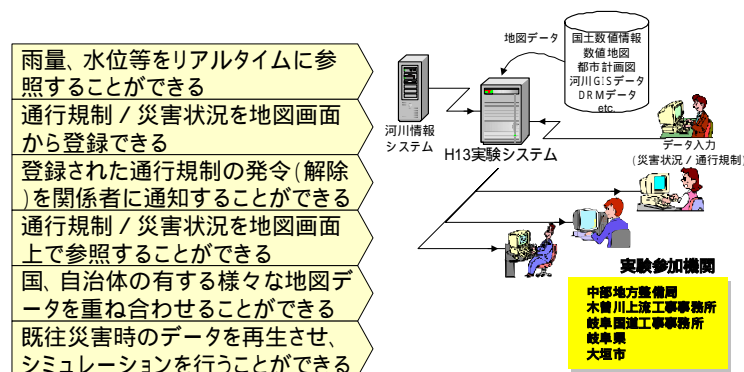 雨量、水位等をリアルタイムに参
照することができる
通行規制/災害状況を地図画面
から登録できる
登録された通行規制の発令(解除
)を関係者に通知することができる
通行規制/災害状況を地図画面
上で参照することができる
国、自治体の有する様々な地図デ
ータを重ね合わせることができる
既往災害時のデータを再生させ、
シミュレーションを行うことができる
地図データ
国土数値情報
数値地図
都市計画図
河川GISデータ
DRMデータ
etc.
河川情報
システム
H13実験システム
データ入力
(災害状況/通行規制)
実験参加機関
中部地方整備局
木曽川上流工事事務所
岐阜国道工事事務所
岐阜県
大垣市